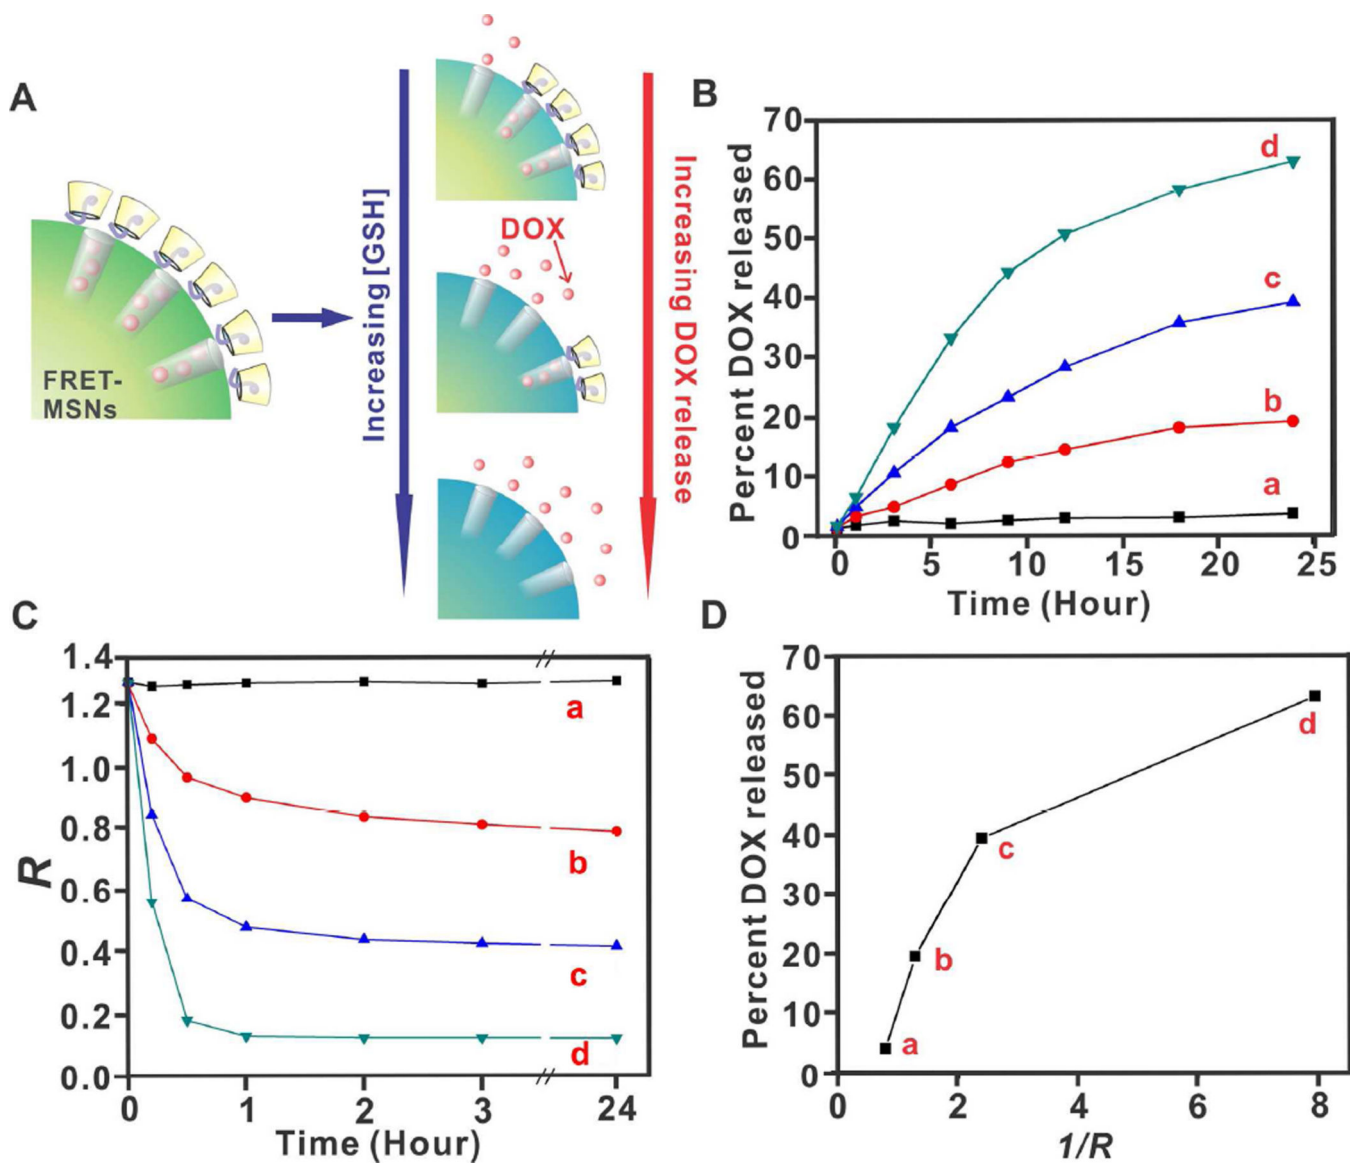 A
FRET-
MSNs
Increasing [GSH]
DOX
Increasing DOX release
B
Percent DOX released
70
60
50
40
30
20
10
0
d
c
b
a
0 5 10 15 20 25
Time (Hour)
C
R
1.4
1.2
1.0
0.8
0.6
0.4
0.2
0.0
a
b
c
d
0 1 2 3 24
Time (Hour)
D
Percent DOX released
70
60
50
40
30
20
10
0
d
c
b
a
0 2 4 6 8
1/R